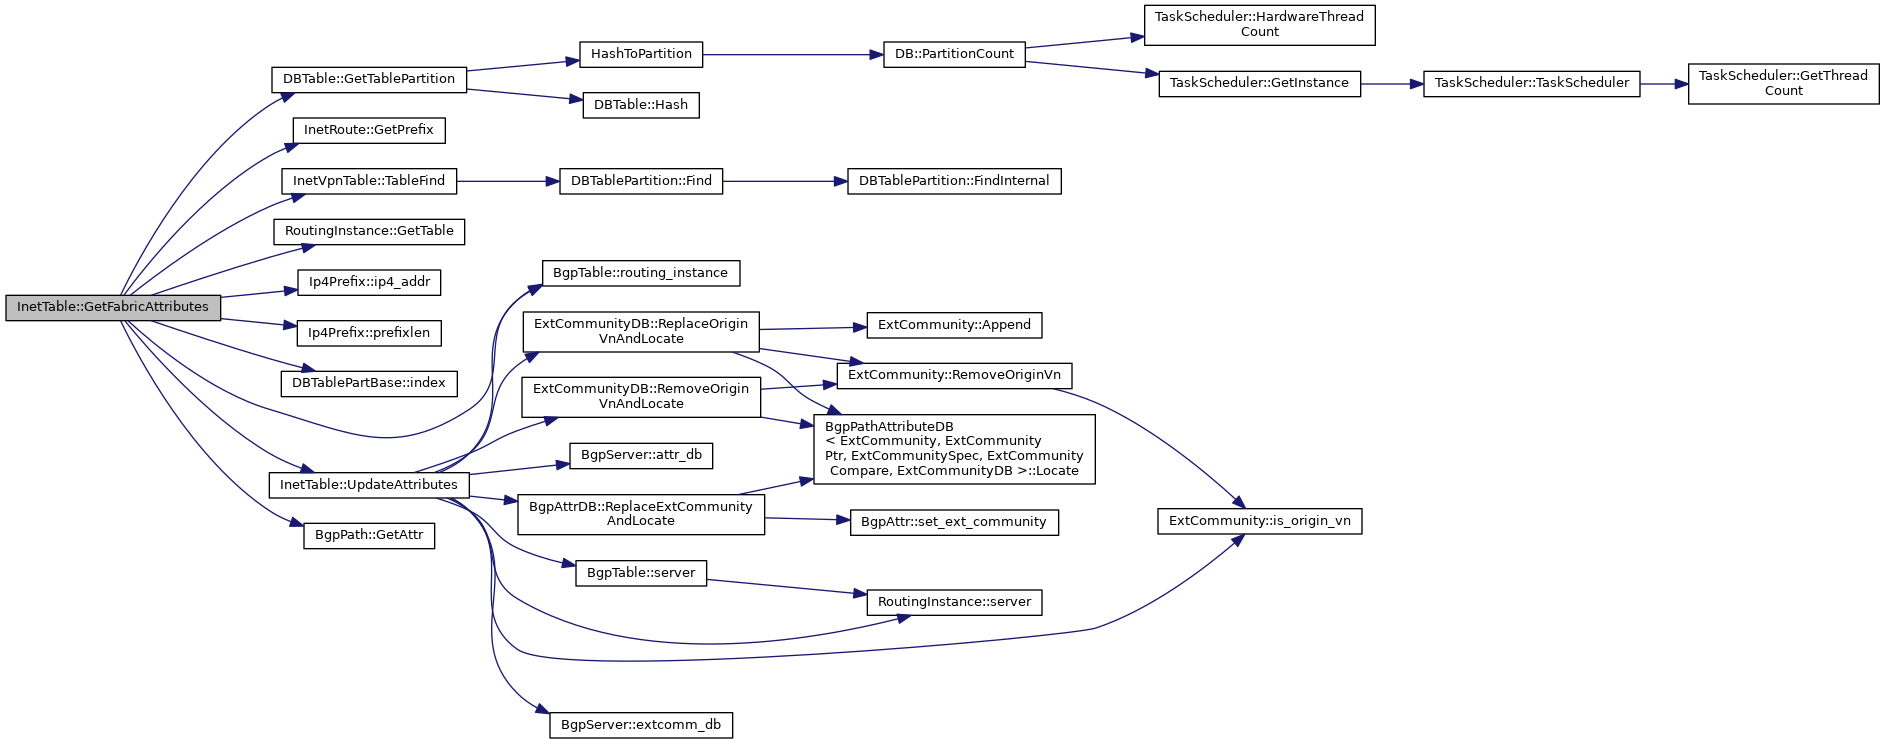 InetTable::GetFabricAttributes
DBTable::GetTablePartition
InetRoute::GetPrefix
InetVpnTable::TableFind
RoutingInstance::GetTable
Ip4Prefix::ip4_addr
Ip4Prefix::prefixlen
DBTablePartBase::index
InetTable::UpdateAttributes
BgpPath::GetAttr
HashToPartition
DBTable::Hash
DBTablePartition::Find
BgpTable::routing_instance
ExtCommunityDB::ReplaceOrigin
VnAndLocate
ExtCommunityDB::RemoveOrigin
VnAndLocate
BgpServer::attr_db
BgpAttrDB::ReplaceExtCommunity
AndLocate
BgpTable::server
BgpServer::extcomm_db
DB::PartitionCount
DBTablePartition::FindInternal
ExtCommunity::Append
ExtCommunity::RemoveOriginVn
BgpPathAttributeDB
< ExtCommunity, ExtCommunity
Ptr, ExtCommunitySpec, ExtCommunity
Compare, ExtCommunityDB >::Locate
BgpAttr::set_ext_community
RoutingInstance::server
TaskScheduler::HardwareThread
Count
TaskScheduler::GetInstance
ExtCommunity::is_origin_vn
TaskScheduler::TaskScheduler
TaskScheduler::GetThread
Count